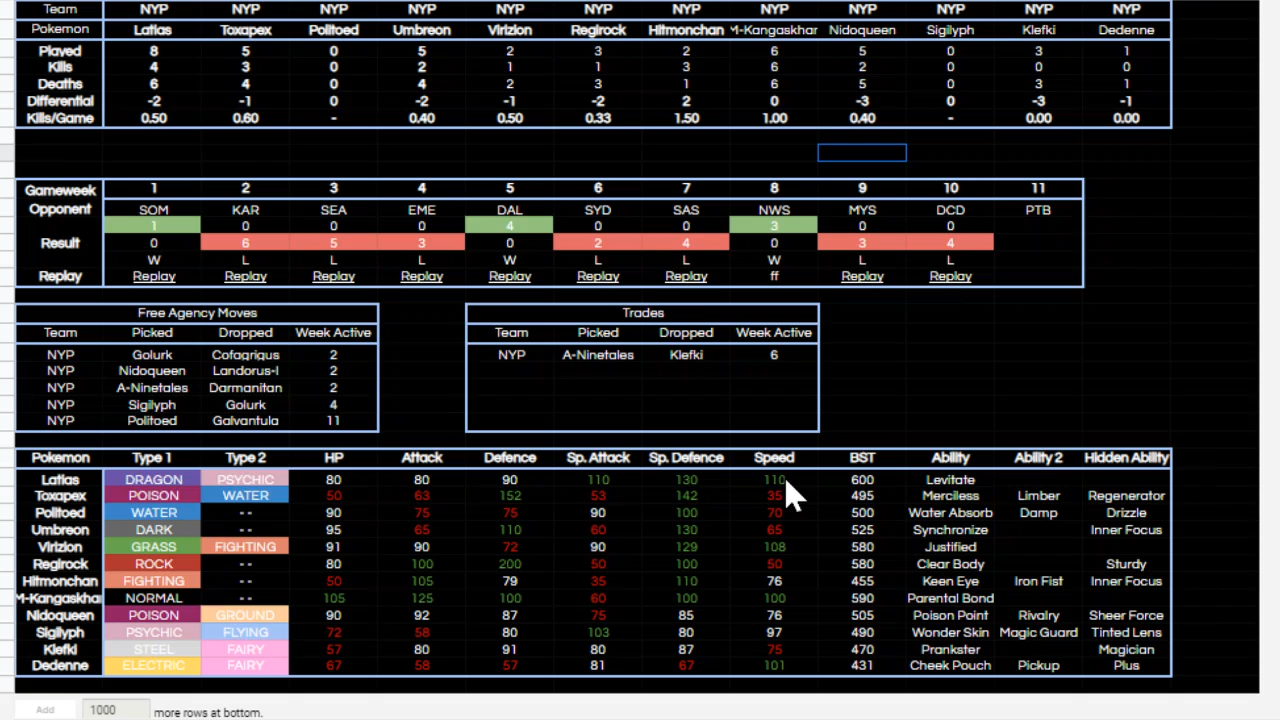 Team NYP NYP NYP NYP NYP NYP NYP NYP NYP NYP NYP NYP
Pokemon Latias Toxapex Politoed Umbreon Virizion Regirock Hitmonchan M-Kangaskhan Nidoqueen Sigilyph Klefki Dedenne
Played 8 5 0 5 2 3 2 6 5 0 3 1
Kills 4 3 0 2 1 1 3 6 2 0 0 0
Deaths 6 4 0 4 2 3 1 6 5 0 3 1
Differential -2 -1 0 -2 -1 -2 2 0 -3 0 -3 -1
Kills/Game 0.50 0.60 - 0.40 0.50 0.33 1.50 1.00 0.40 - 0.00 0.00
Gameweek 1 2 3 4 5 6 7 8 9 10 11
Opponent SOM KAR SEA EME DAL SYD SAS NWS MYS DCD PTB
1 0 0 0 4 0 0 3 0 0
Result 0 6 5 3 0 2 4 0 3 4
W L L L W L L W L L
Replay Replay Replay Replay Replay Replay Replay Replay ff Replay Replay
Free Agency Moves Trades
Team Picked Dropped Week Active Team Picked Dropped Week Active
NYP Golurk Cofagrigus 2 NYP A-Ninetales Klefki 6
NYP Nidoqueen Landorus-I 2
NYP A-Ninetales Darmanitan 2
NYP Sigilyph Golurk 4
NYP Politoed Galvantula 11
Pokemon Type 1 Type 2 HP Attack Defence Sp. Attack Sp. Defence Speed BST Ability Ability 2 Hidden Ability
Latias DRAGON PSYCHIC 80 80 90 110 130 110 600 Levitate
Toxapex POISON WATER 50 63 152 53 142 35 495 Merciless Limber Regenerator
Politoed WATER - - 90 75 75 90 100 70 500 Water Absorb Damp Drizzle
Umbreon DARK - - 95 65 110 60 130 65 525 Synchronize Inner Focus
Virizion GRASS FIGHTING 91 90 72 90 129 108 580 Justified
Regirock ROCK - - 80 100 200 50 100 50 580 Clear Body Sturdy
Hitmonchan FIGHTING - - 50 105 79 35 110 76 455 Keen Eye Iron Fist Inner Focus
M-Kangaskhan NORMAL - - 105 125 100 60 100 100 590 Parental Bond
Nidoqueen POISON GROUND 90 92 87 75 85 76 505 Poison Point Rivalry Sheer Force
Sigilyph PSYCHIC FLYING 72 58 80 103 80 97 490 Wonder Skin Magic Guard Tinted Lens
Klefki STEEL FAIRY 57 80 91 80 87 75 470 Prankster Magician
Dedenne ELECTRIC FAIRY 67 58 57 81 67 101 431 Cheek Pouch Pickup Plus
Add 1000 more rows at bottom.